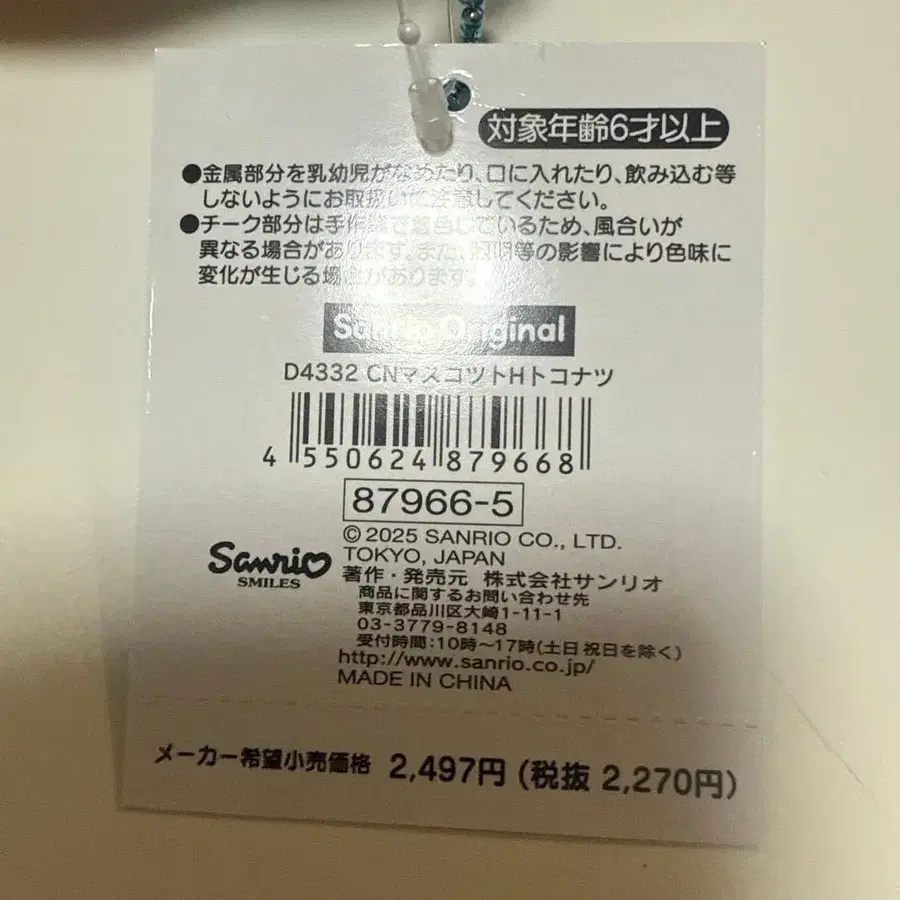 対象年齢6才以上
●金属部分を乳幼児がなめたり、口に入れたり、飲み込む等
しないようにお取扱いに注意してください。
●チーク部分は手作業で着色しているため、風合いが
異なる場合があります。また、照明等の影響により色味に
変化が生じる場合があります。
Sanrio Original
D4332 CNマスコツトHトコナツ
4 550624 879668
87966-5
© 2025 SANRIO CO., LTD.
TOKYO, JAPAN
Sanrio
SMILES
著作・発売元 株式会社サンリオ
商品に関するお問い合わせ先
東京都品川区大崎1-11-1
03-3779-8148
受付時間:10時～17時(土日祝日を除く)
http://www.sanrio.co.jp/
MADE IN CHINA
メーカー希望小売価格 2,497円 (税抜 2,270円)